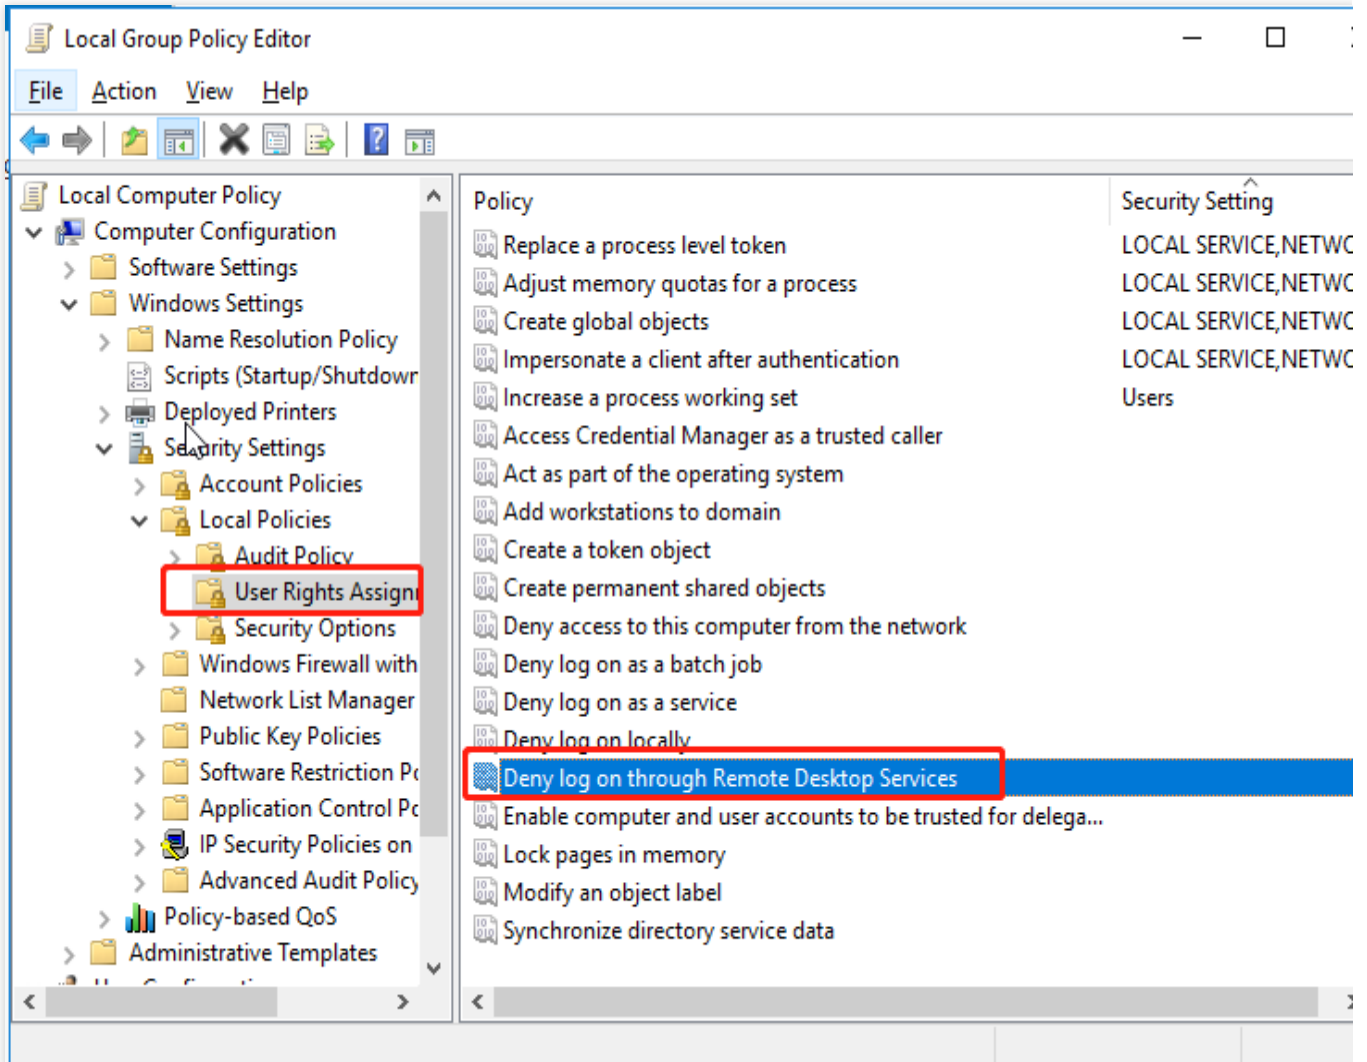 Local Group Policy Editor
File Action View Help
Local Computer Policy
Computer Configuration
Software Settings
Windows Settings
Name Resolution Policy
Scripts (Startup/Shutdown
Deployed Printers
Security Settings
Account Policies
Local Policies
Audit Policy
User Rights Assign
Security Options
Windows Firewall with
Network List Manager
Public Key Policies
Software Restriction Po
Application Control Po
IP Security Policies on
Advanced Audit Policy
Policy-based QoS
Administrative Templates
Policy Security Setting
Replace a process level token LOCAL SERVICE,NETWO
Adjust memory quotas for a process LOCAL SERVICE,NETWO
Create global objects LOCAL SERVICE,NETWO
Impersonate a client after authentication LOCAL SERVICE,NETWO
Increase a process working set Users
Access Credential Manager as a trusted caller
Act as part of the operating system
Add workstations to domain
Create a token object
Create permanent shared objects
Deny access to this computer from the network
Deny log on as a batch job
Deny log on as a service
Deny log on locally
Deny log on through Remote Desktop Services
Enable computer and user accounts to be trusted for delega...
Lock pages in memory
Modify an object label
Synchronize directory service data